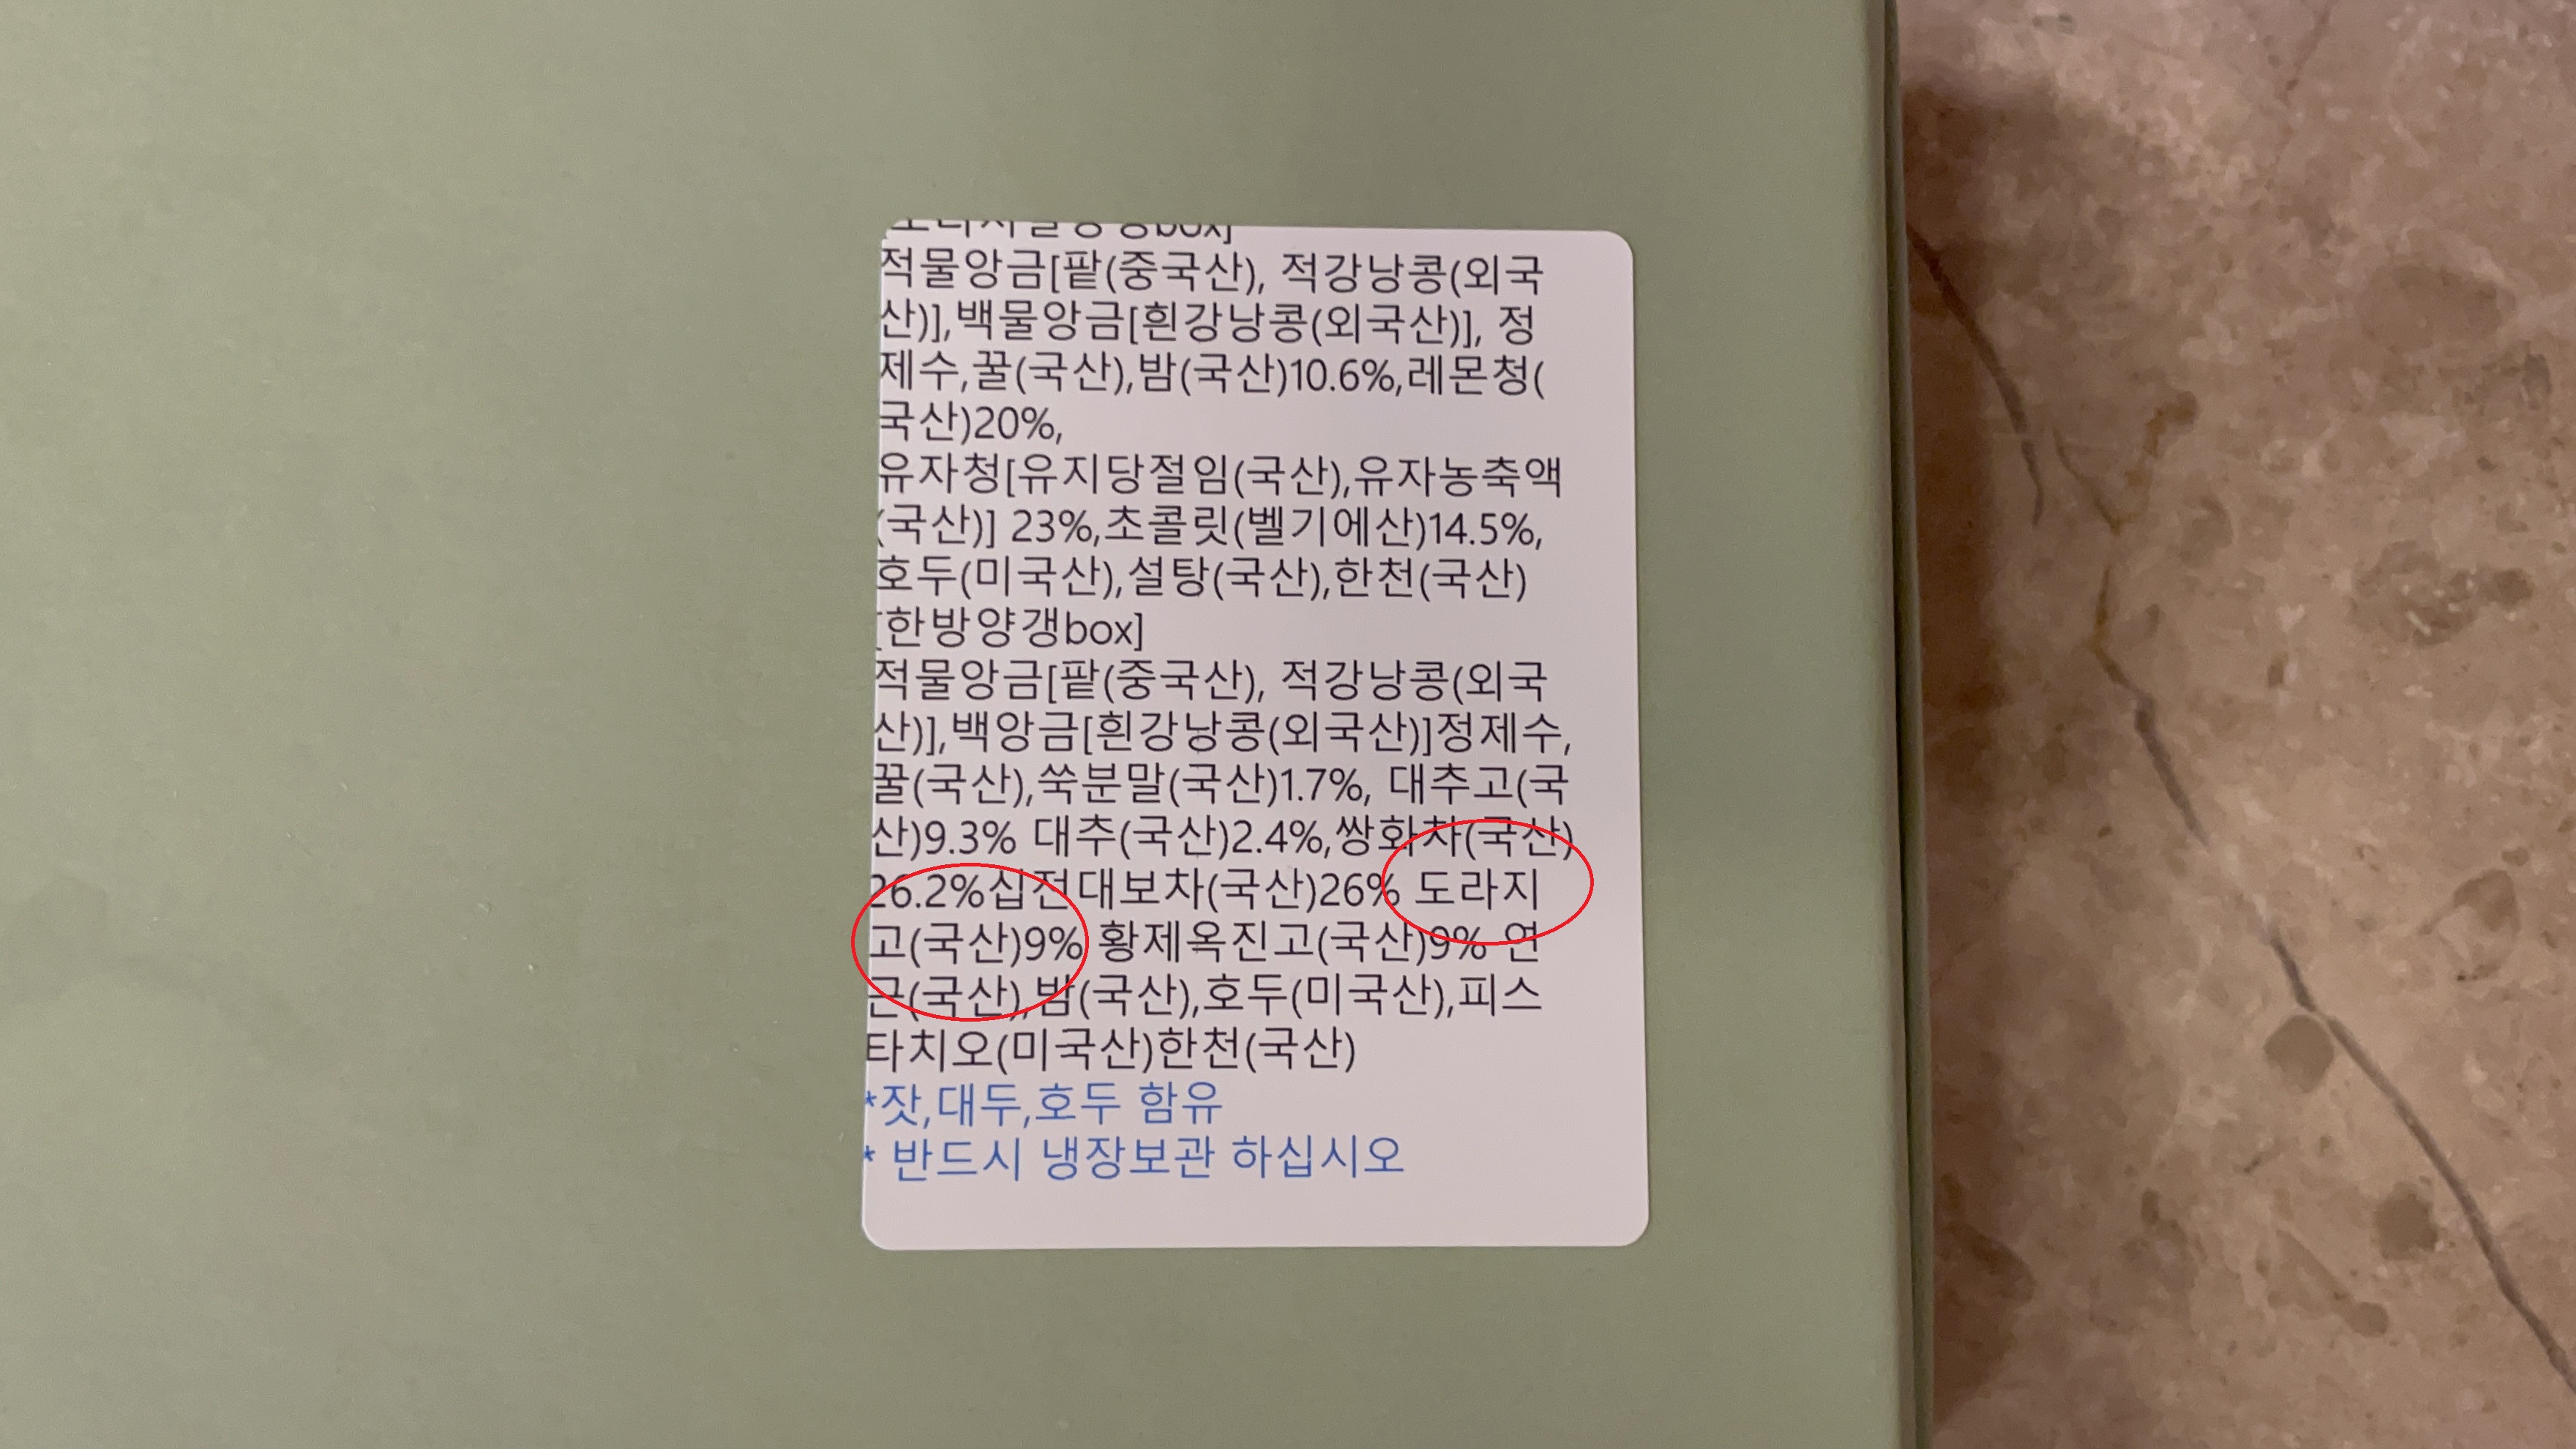 적물앙금[팥(중국산), 적강낭콩(외국
산)],백물앙금[흰강낭콩(외국산)], 정
제수,꿀(국산),밤(국산)10.6%,레몬청(
국산)20%,
유자청[유지당절임(국산),유자농축액
(국산)] 23%,초콜릿(벨기에산)14.5%,
호두(미국산),설탕(국산),한천(국산)
[한방양갱box]
적물앙금[팥(중국산), 적강낭콩(외국
산)],백앙금[흰강낭콩(외국산)]정제수,
꿀(국산),쑥분말(국산)1.7%, 대추고(국
산)9.3% 대추(국산)2.4%,쌍화차(국산)
26.2%십전대보차(국산)26% 도라지
고(국산)9% 황제옥진고(국산)9% 연
근(국산),밤(국산),호두(미국산),피스
타치오(미국산)한천(국산)
*잣,대두,호두 함유
* 반드시 냉장보관 하십시오